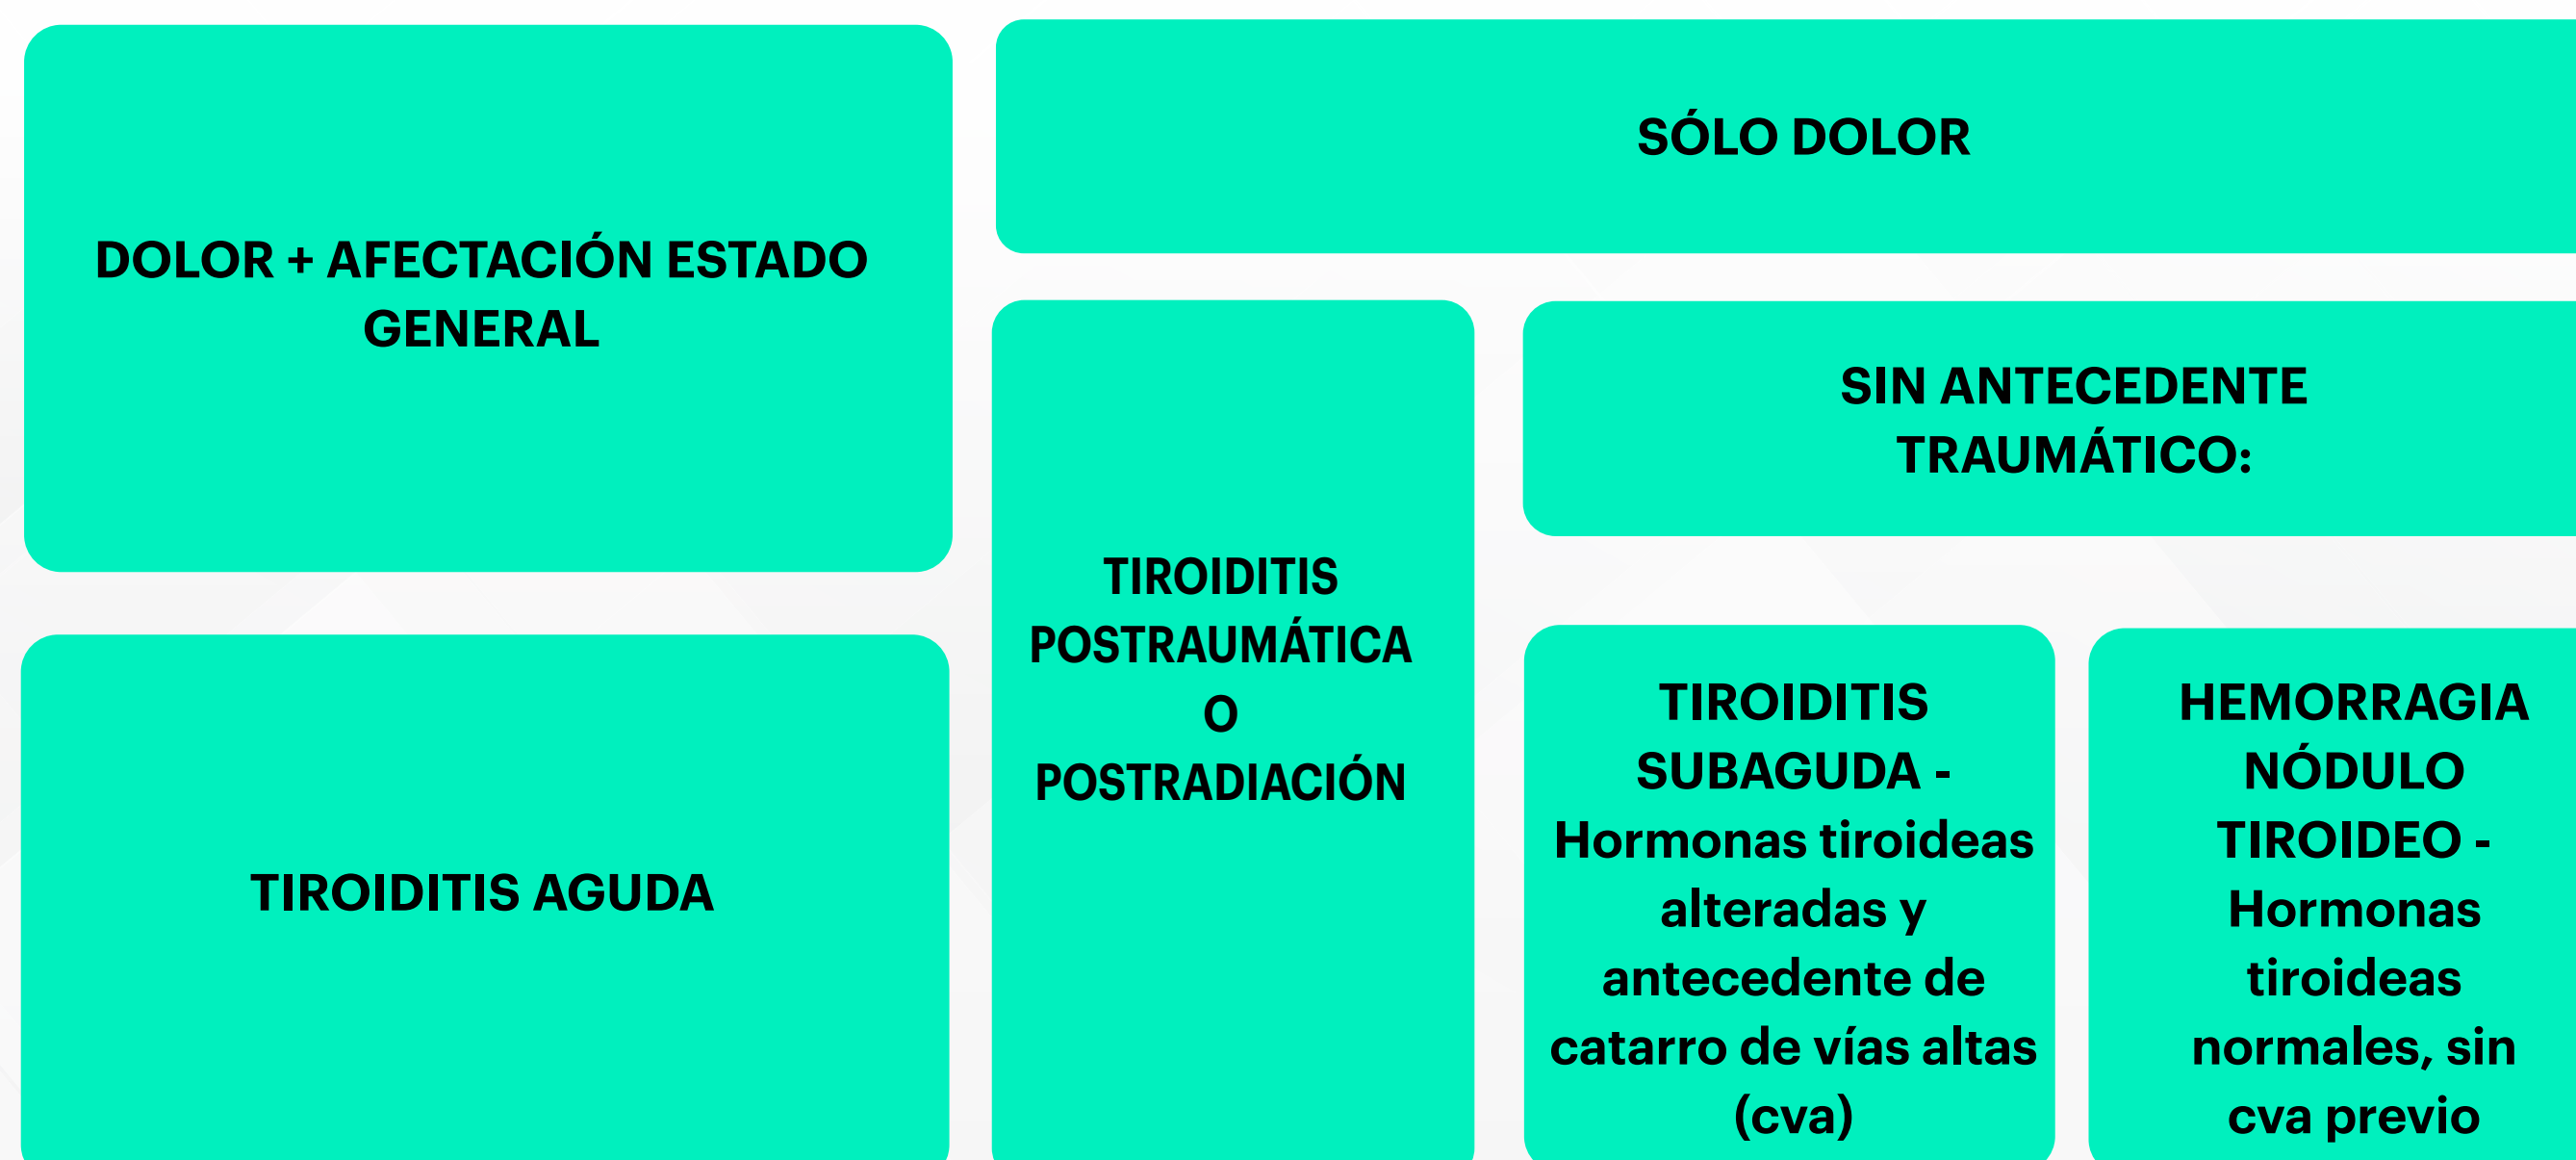 DOLOR + AFECTACIÓN ESTADO
GENERAL
SÓLO DOLOR
TIROIDITIS
POSTRAUMÁTICA
O
POSTRADIACIÓN
SIN ANTECEDENTE
TRAUMÁTICO:
TIROIDITIS AGUDA
TIROIDITIS
SUBAGUDA -
Hormonas tiroideas
alteradas y
antecedente de
catarro de vías altas
(cva)
HEMORRAGIA
NÓDULO
TIROIDEO -
Hormonas
tiroideas
normales, sin
cva previo